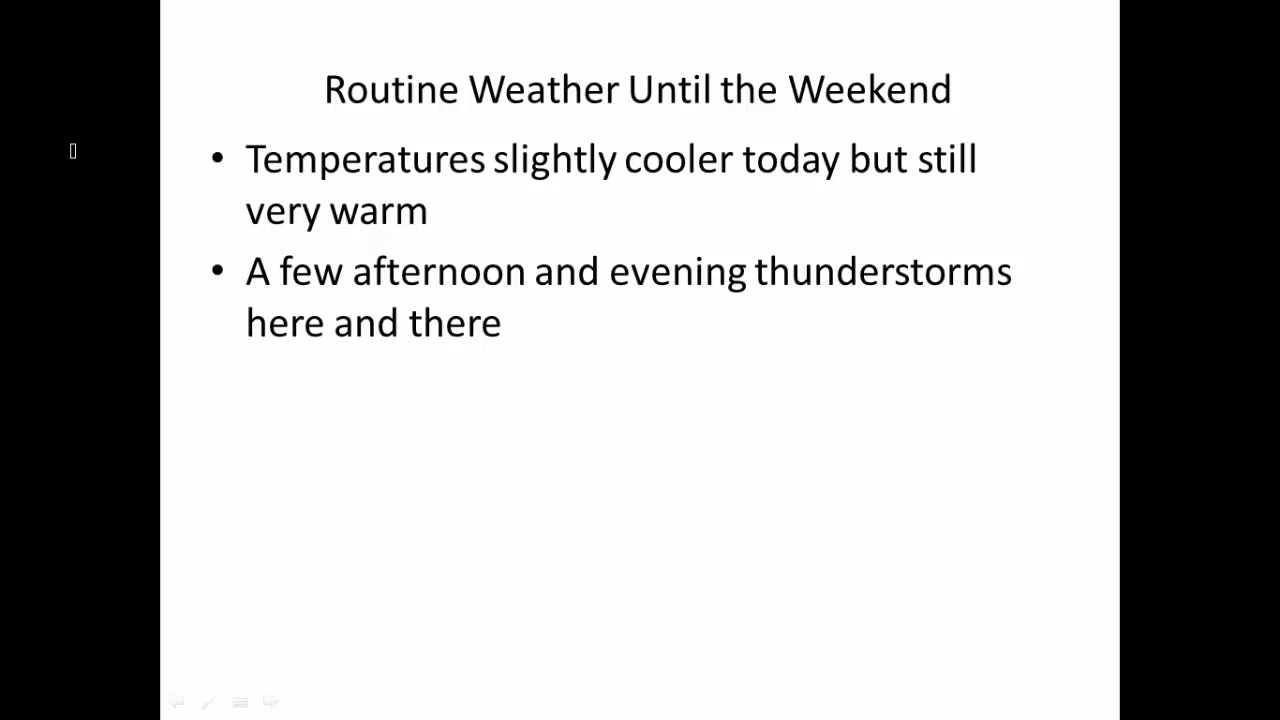 Routine Weather Until the Weekend
• Temperatures slightly cooler today but still
very warm
• A few afternoon and evening thunderstorms
here and there